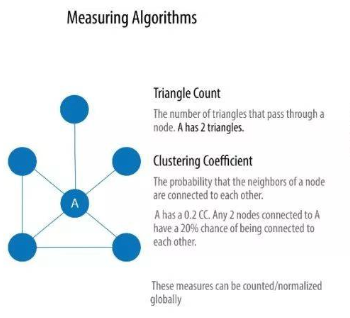 Measuring Algorithms
Triangle Count
The number of triangles that pass through a
node. A has 2 triangles.
Clustering Coefficient
The probability that the neighbors of a node
are connected to each other.
A has a 0.2 CC. Any 2 nodes connected to A
have a 20% chance of being connected to
each other.
A
These measures can be counted/normalized
globally